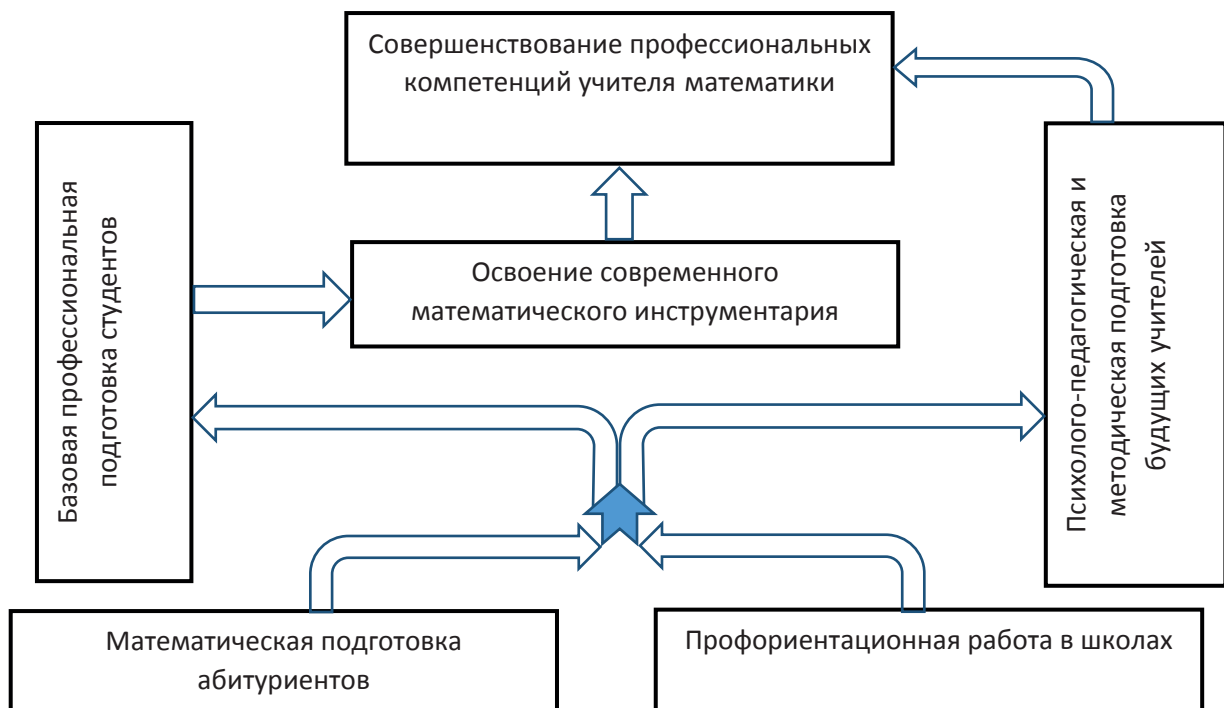 Совершенствование профессиональных
компетенций учителя математики
Базовая профессиональная
подготовка студентов
Освоение современного
математического инструментария
Психолого-педагогическая и
методическая подготовка
будущих учителей
Математическая подготовка
абитуриентов
Профориентационная работа в школах